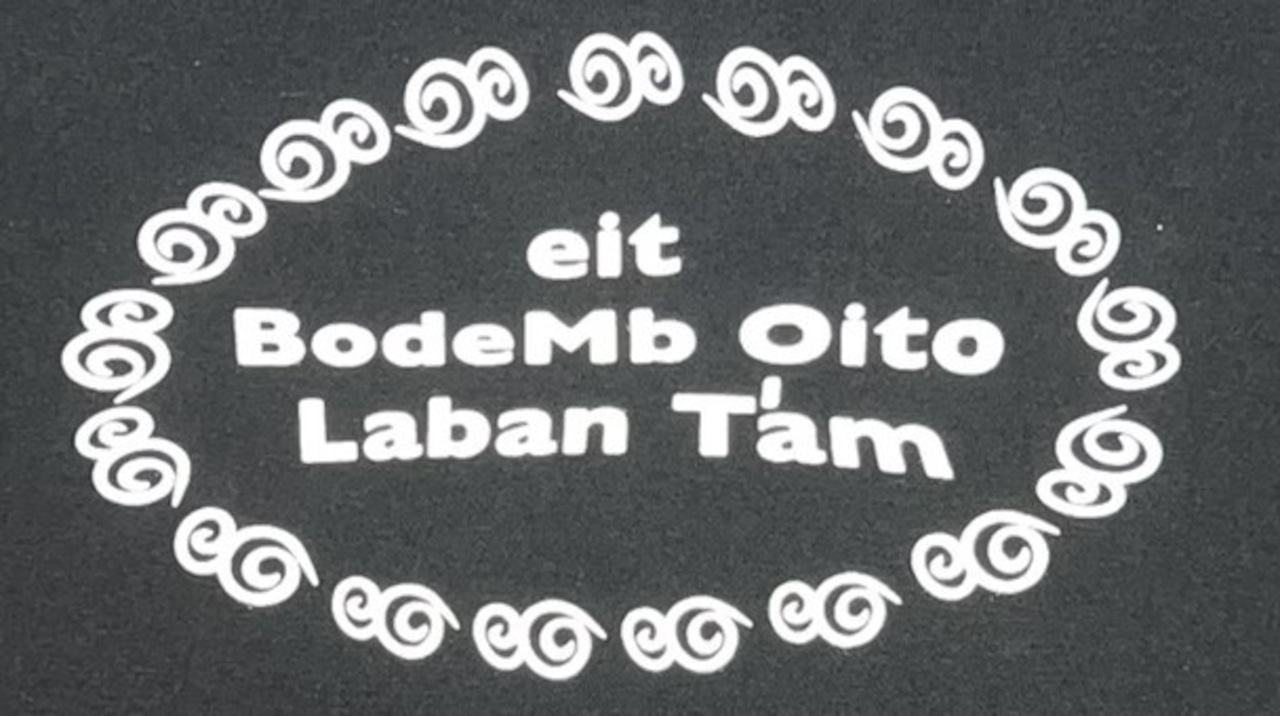 eit
BodeMb Oito
Laban T'am